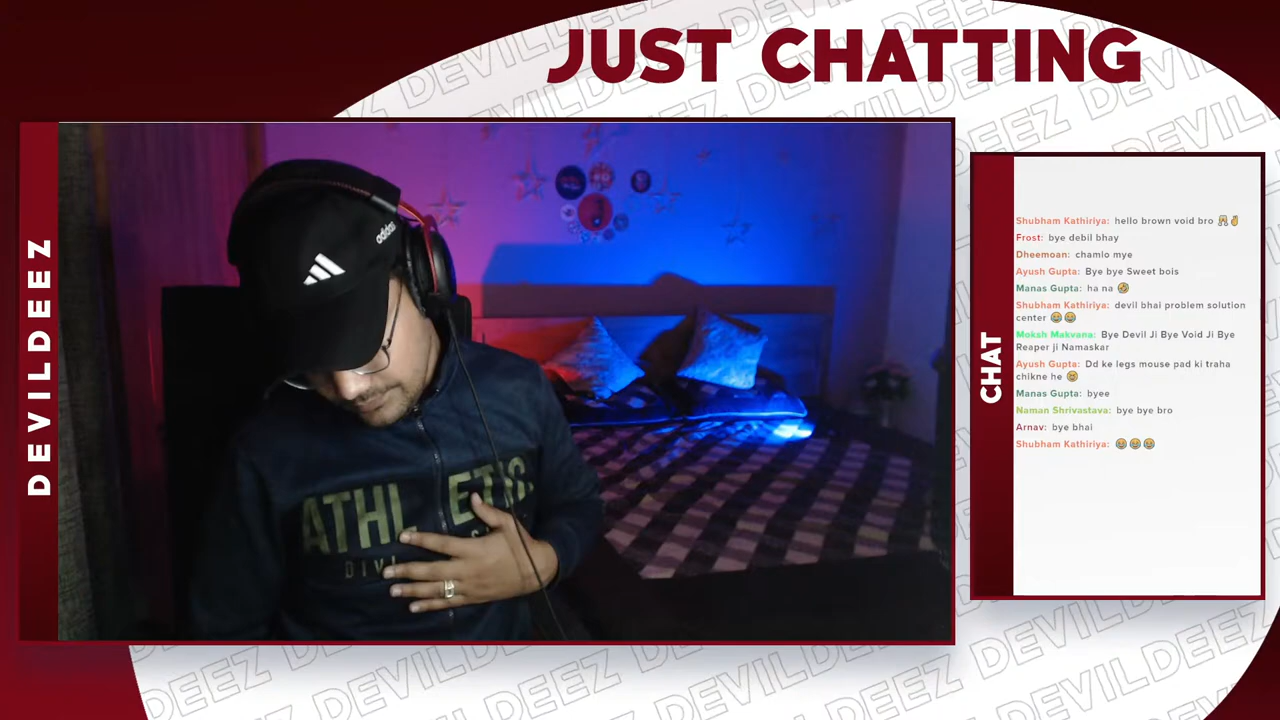 JUST CHATTING
DEVILDEEZ
adidas
ATHLETIC
DIVI
CHAT
Shubham Kathiriya: hello brown void bro
Frost: bye debil bhay
Dheemoan: chamlo mye
Ayush Gupta: Bye bye Sweet bois
Manas Gupta: ha na 🤣
Shubham Kathiriya: devil bhai problem solution
center 😂😂
Moksh Makvana: Bye Devil Ji Bye Void Ji Bye
Reaper ji Namaskar
Ayush Gupta: Dd ke legs mouse pad ki traha
chikne he
Manas Gupta: byee
Naman Shrivastava: bye bye bro
Arnav: bye bhai
Shubham Kathiriya: 😂😂😂